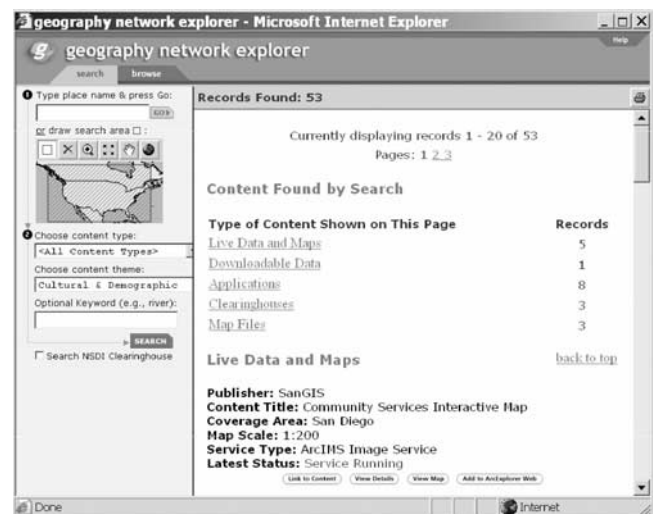 geography network explorer - Microsoft Internet Explorer
Help
g. geography network explorer
search browse
1 Type place name & press Go:
GO
or draw search area :
2 Choose content type:
<All Content Types>
Choose content theme:
Cultural & Demographic
Optional Keyword (e.g., river):
SEARCH
Search NSDI Clearinghouse
Records Found: 53
Currently displaying records 1 - 20 of 53
Pages: 1 2 3
Content Found by Search
Type of Content Shown on This Page Records
Live Data and Maps 5
Downloadable Data 1
Applications 8
Clearinghouses 3
Map Files 3
Live Data and Maps back to top
Publisher: SanGIS
Content Title: Community Services Interactive Map
Coverage Area: San Diego
Map Scale: 1:200
Service Type: ArcIMS Image Service
Latest Status: Service Running
Link to Content View Details View Map Add to ArcExplorer Web
Done Internet